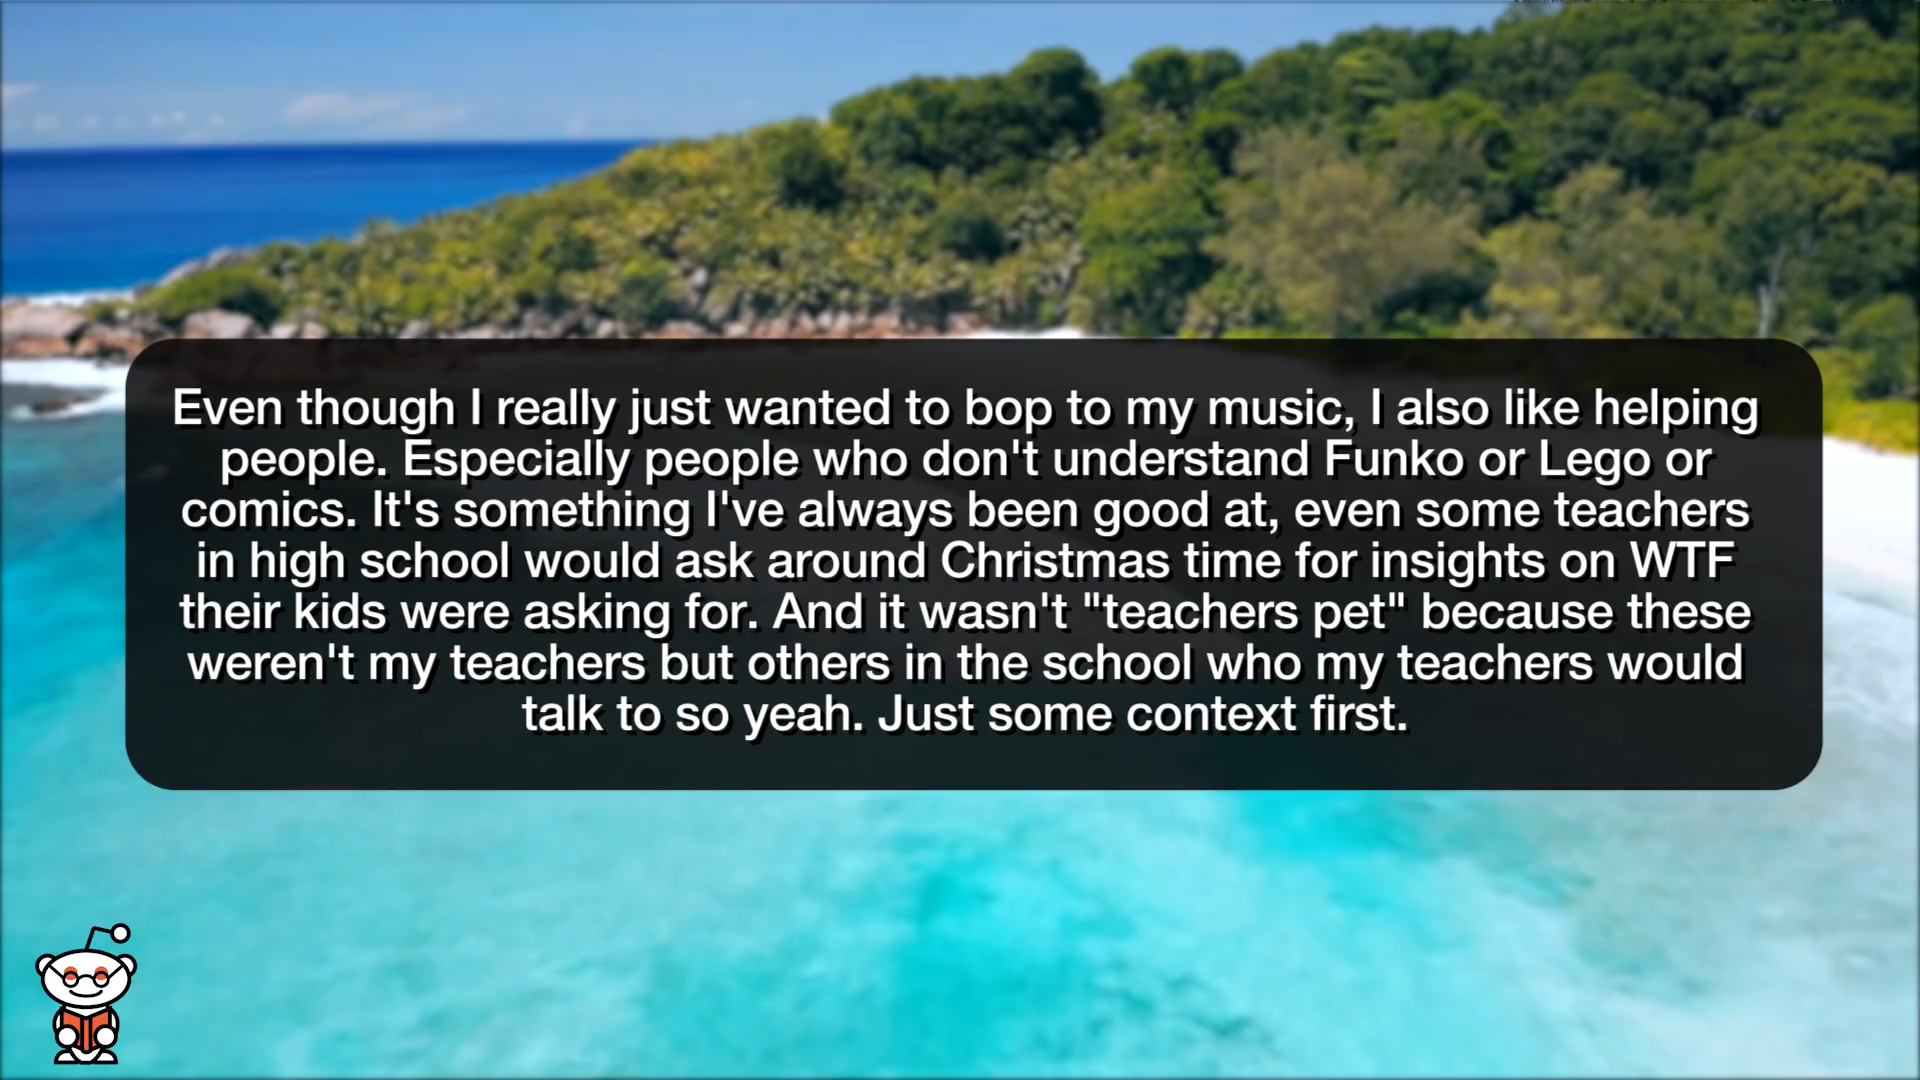 Even though I really just wanted to bop to my music, I also like helping
people. Especially people who don't understand Funko or Lego or
comics. It's something I've always been good at, even some teachers
in high school would ask around Christmas time for insights on WTF
their kids were asking for. And it wasn't "teachers pet" because these
weren't my teachers but others in the school who my teachers would
talk to so yeah. Just some context first.